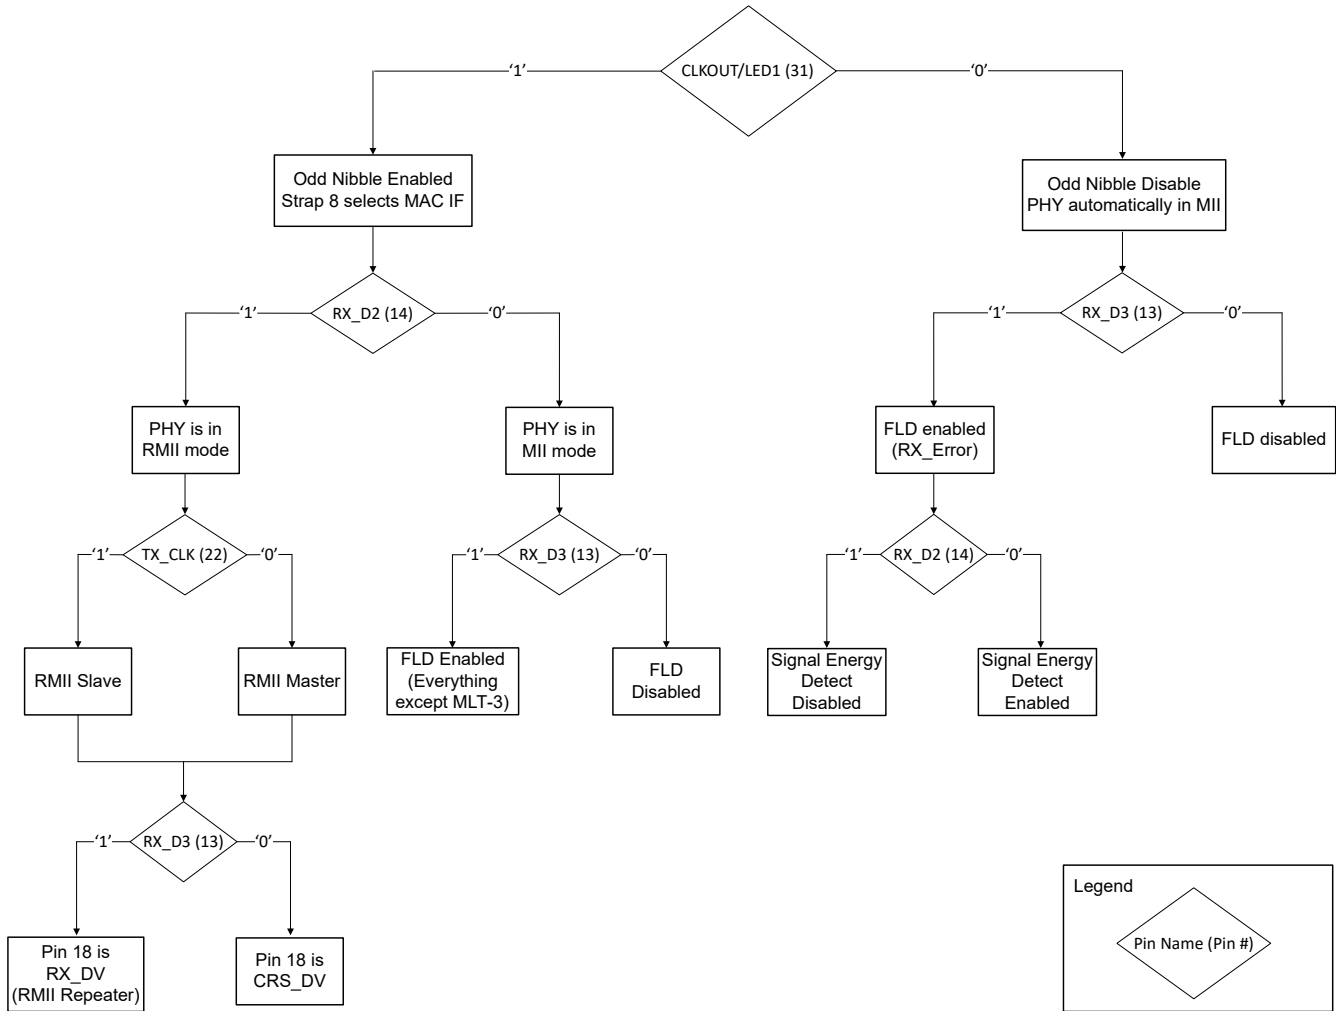 CLKOUT/LED1 (31)
‘1’
‘0’
Odd Nibble Enabled
Strap 8 selects MAC IF
Odd Nibble Disable
PHY automatically in MII
‘1’
RX_D2 (14)
‘0’
‘1’
RX_D3 (13)
‘0’
PHY is in
RMII mode
PHY is in
MII mode
FLD enabled
(RX_Error)
FLD disabled
‘1’
TX_CLK (22)
‘0’
‘1’
RX_D3 (13)
‘0’
‘1’
RX_D2 (14)
‘0’
RMII Slave
RMII Master
FLD Enabled
(Everything
except MLT-3)
FLD
Disabled
Signal Energy
Detect
Disabled
Signal Energy
Detect
Enabled
‘1’
RX_D3 (13)
‘0’
Pin 18 is
RX_DV
(RMII Repeater)
Pin 18 is
CRS_DV
Legend
Pin Name (Pin #)